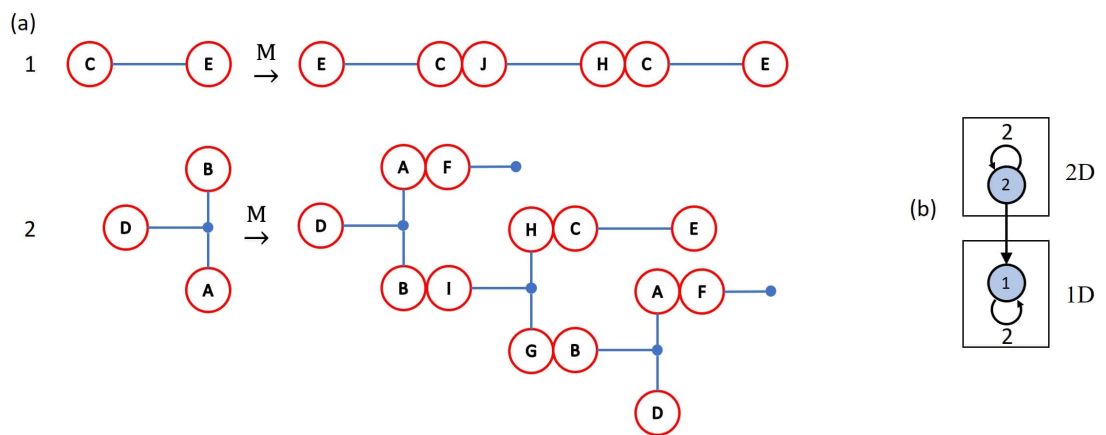 (a)
1 C E M → E C J H C E
2 D B A M → D A F B I H C E G B A F D
(b)
2
2
2D
1
2
1D